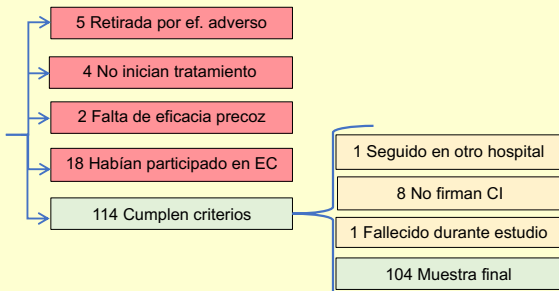 5 Retirada por ef. adverso
4 No inician tratamiento
2 Falta de eficacia precoz
18 Habían participado en EC
114 Cumplen criterios
1 Seguido en otro hospital
8 No firman CI
1 Fallecido durante estudio
104 Muestra final